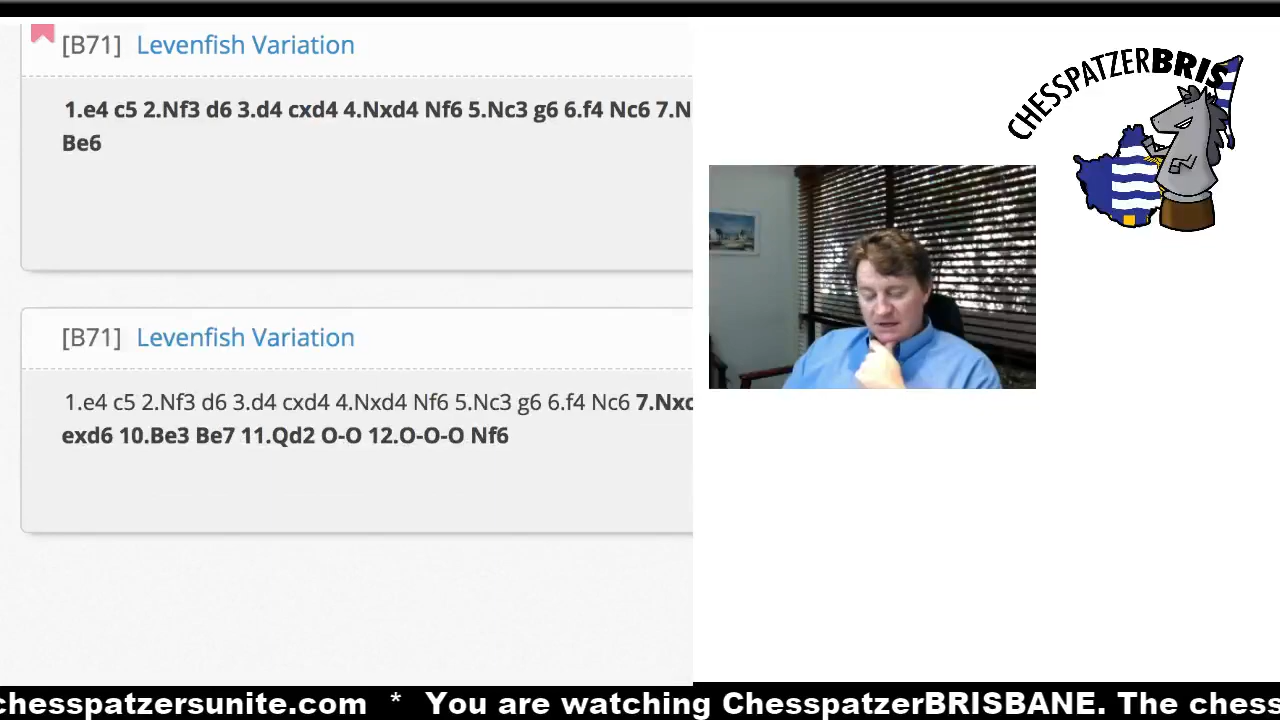 [B71] Levenfish Variation
1.e4 c5 2.Nf3 d6 3.d4 cxd4 4.Nxd4 Nf6 5.Nc3 g6 6.f4 Nc6 7.N
Be6
CHESSPATZERBRIS
[B71] Levenfish Variation
1.e4 c5 2.Nf3 d6 3.d4 cxd4 4.Nxd4 Nf6 5.Nc3 g6 6.f4 Nc6 7.Nxc
exd6 10.Be3 Be7 11.Qd2 O-O 12.O-O-O Nf6
chesspatzersunite.com * You are watching ChesspatzerBRISBANE. The chess